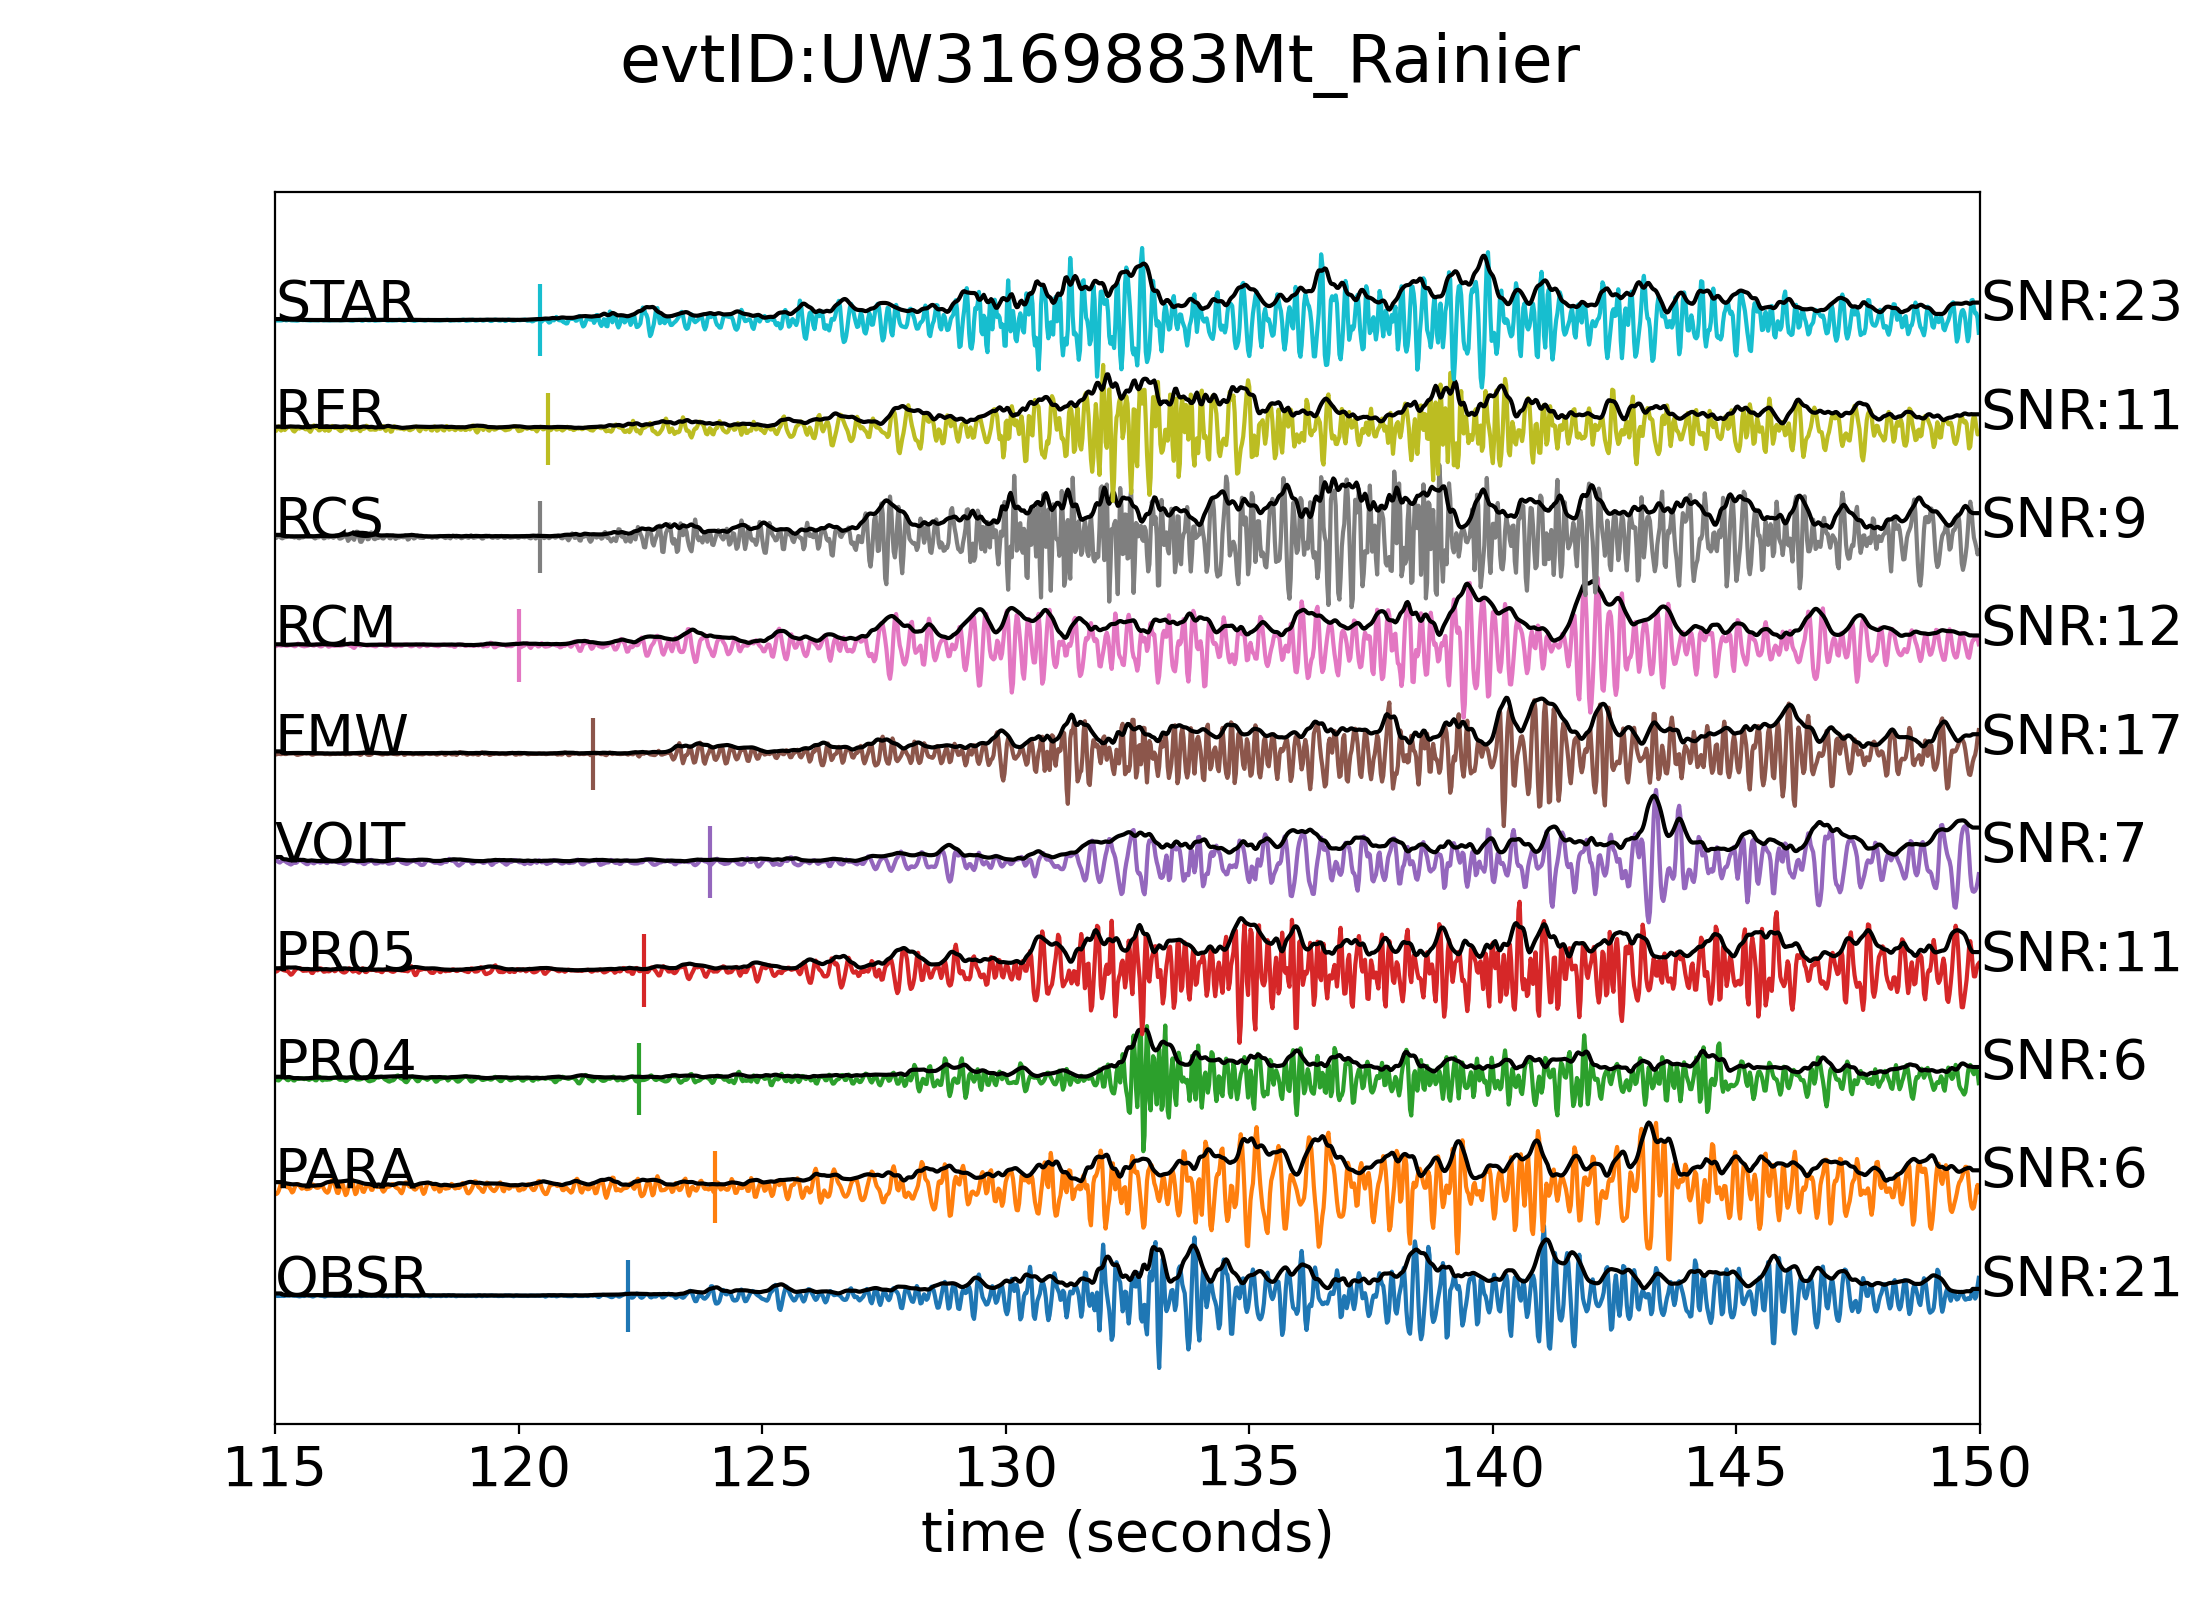 evtID:UW3169883Mt_Rainier
STAR SNR:23
RER SNR:11
RCS SNR:9
RCM SNR:12
FMW SNR:17
VOIT SNR:7
PR05 SNR:11
PR04 SNR:6
PARA SNR:6
OBSR SNR:21
115 120 125 130 135 140 145 150
time (seconds)